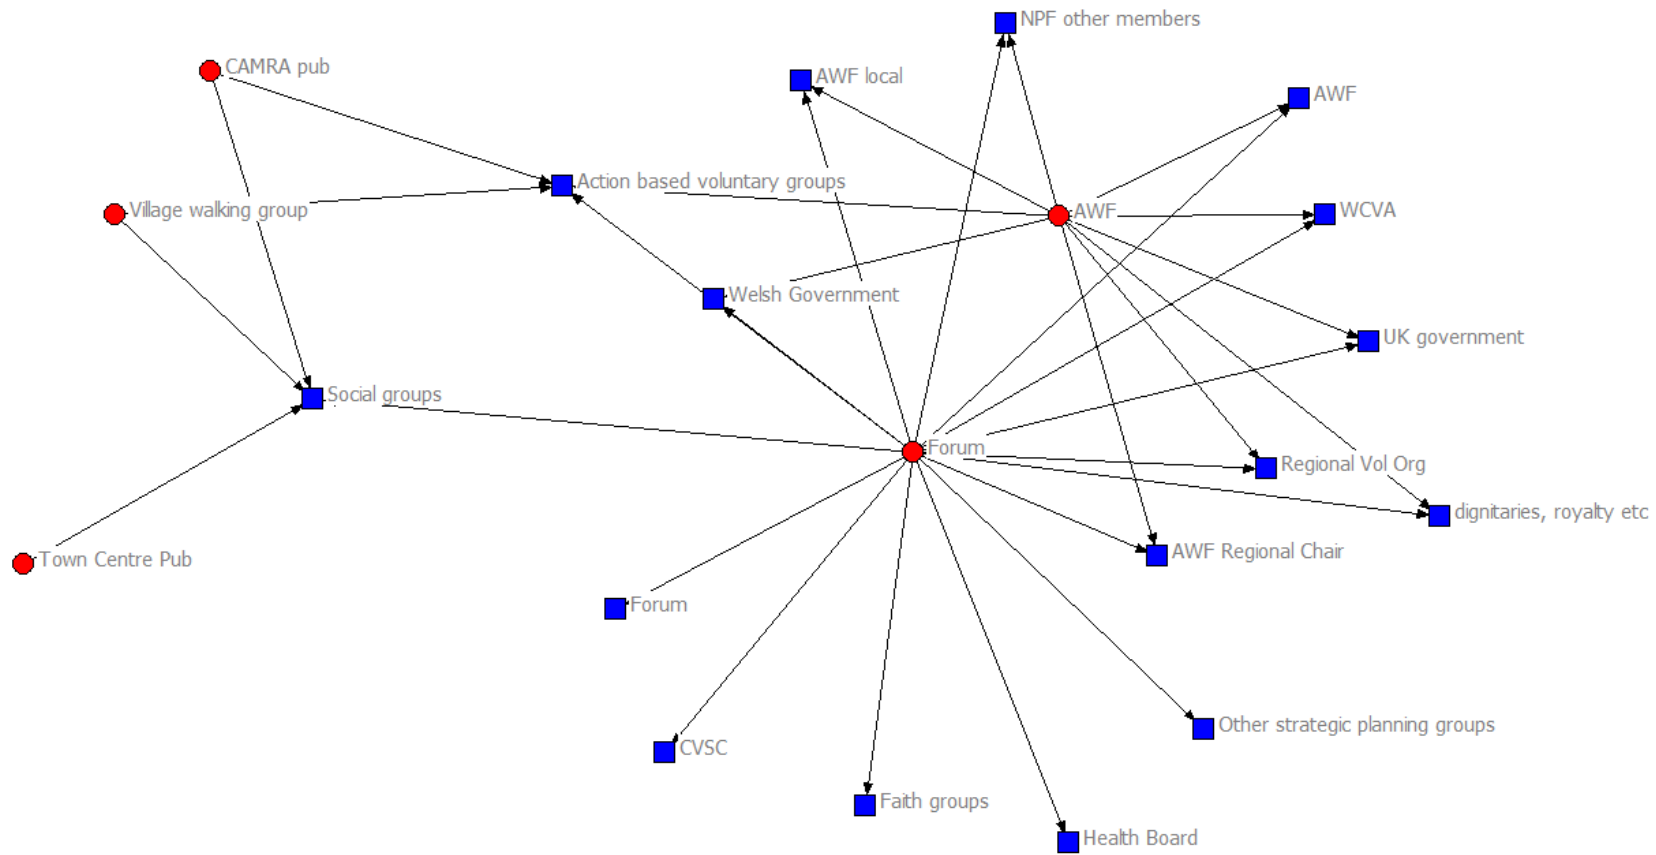 NPF other members
CAMRA pub
AWF local
AWF
Action based voluntary groups
Village walking group
AWF
WCVA
Welsh Government
UK government
Social groups
Forum
Regional Vol Org
dignitaries, royalty etc
AWF Regional Chair
Town Centre Pub
Forum
Other strategic planning groups
CVSC
Faith groups
Health Board